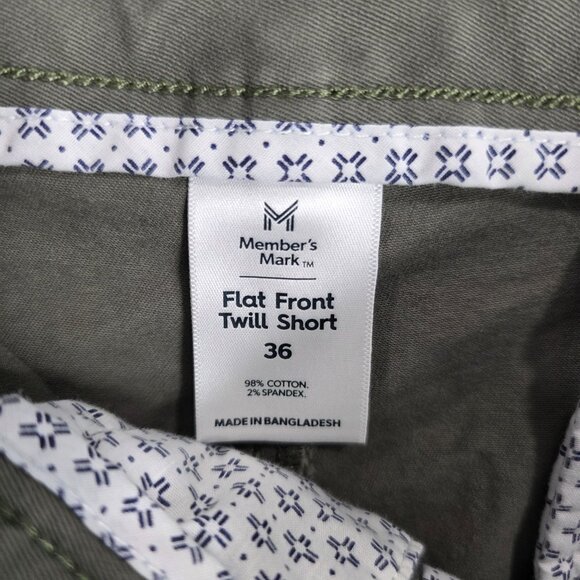 Member's
Mark™
Flat Front
Twill Short
36
98% COTTON.
2% SPANDEX.
MADE IN BANGLADESH